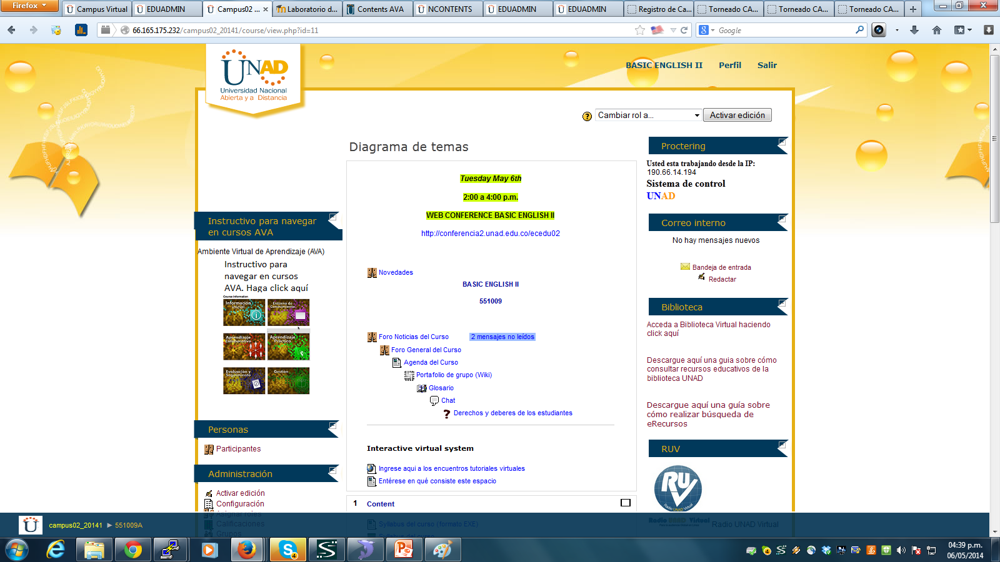 Firefox
Campus Virtual
EDUADMIN
Campus02 ...
Laboratorio d...
Contents AVA
NCONTENTS
EDUADMIN
EDUADMIN
Registro de Ca...
Torneado CA...
Torneado CA...
Torneado CA...
66.165.175.232/campus02_20141/course/view.php?id=11
Google
UNAD
Universidad Nacional
Abierta y a Distancia
BASIC ENGLISH II Perfil Salir
Cambiar rol a... Activar edición
Instructivo para navegar
en cursos AVA
Ambiente Virtual de Aprendizaje (AVA)
Instructivo para
navegar en cursos
AVA. Haga click aquí
Course Information
Información
inicial
Entorno de
Conocimiento
Aprendizaje
Colaborativo
Aprendizaje
Práctico
Evaluación y
Seguimiento
Gestión
Personas
Participantes
Administración
Activar edición
Configuración
Asignar roles
Calificaciones
Grupos
Diagrama de temas
Tuesday May 6th
2:00 a 4:00 p.m.
WEB CONFERENCE BASIC ENGLISH II
http://conferencia2.unad.edu.co/ecedu02
Novedades
BASIC ENGLISH II
551009
Foro Noticias del Curso 2 mensajes no leídos
Foro General del Curso
Agenda del Curso
Portafolio de grupo (Wiki)
Glosario
Chat
Derechos y deberes de los estudiantes
Interactive virtual system
Ingrese aqui a los encuentros tutoriales virtuales
Entérese en qué consiste este espacio
1 Content
Syllabus del curso (formato EXE)
Syllabus del curso
Proctering
Usted esta trabajando desde la IP:
190.66.14.194
Sistema de control
UNAD
Correo interno
No hay mensajes nuevos
Bandeja de entrada
Redactar
Biblioteca
Acceda a Biblioteca Virtual haciendo
click aquí
Descargue aquí una guia sobre cómo
consultar recursos educativos de la
biblioteca UNAD
Descargue aquí una guía sobre
cómo realizar búsqueda de
eRecursos
RUV
RUV
Radio UNAD Virtual
Radio UNAD Virtual
campus02_20141 ► 551009A
04:39 p.m.
06/05/2014